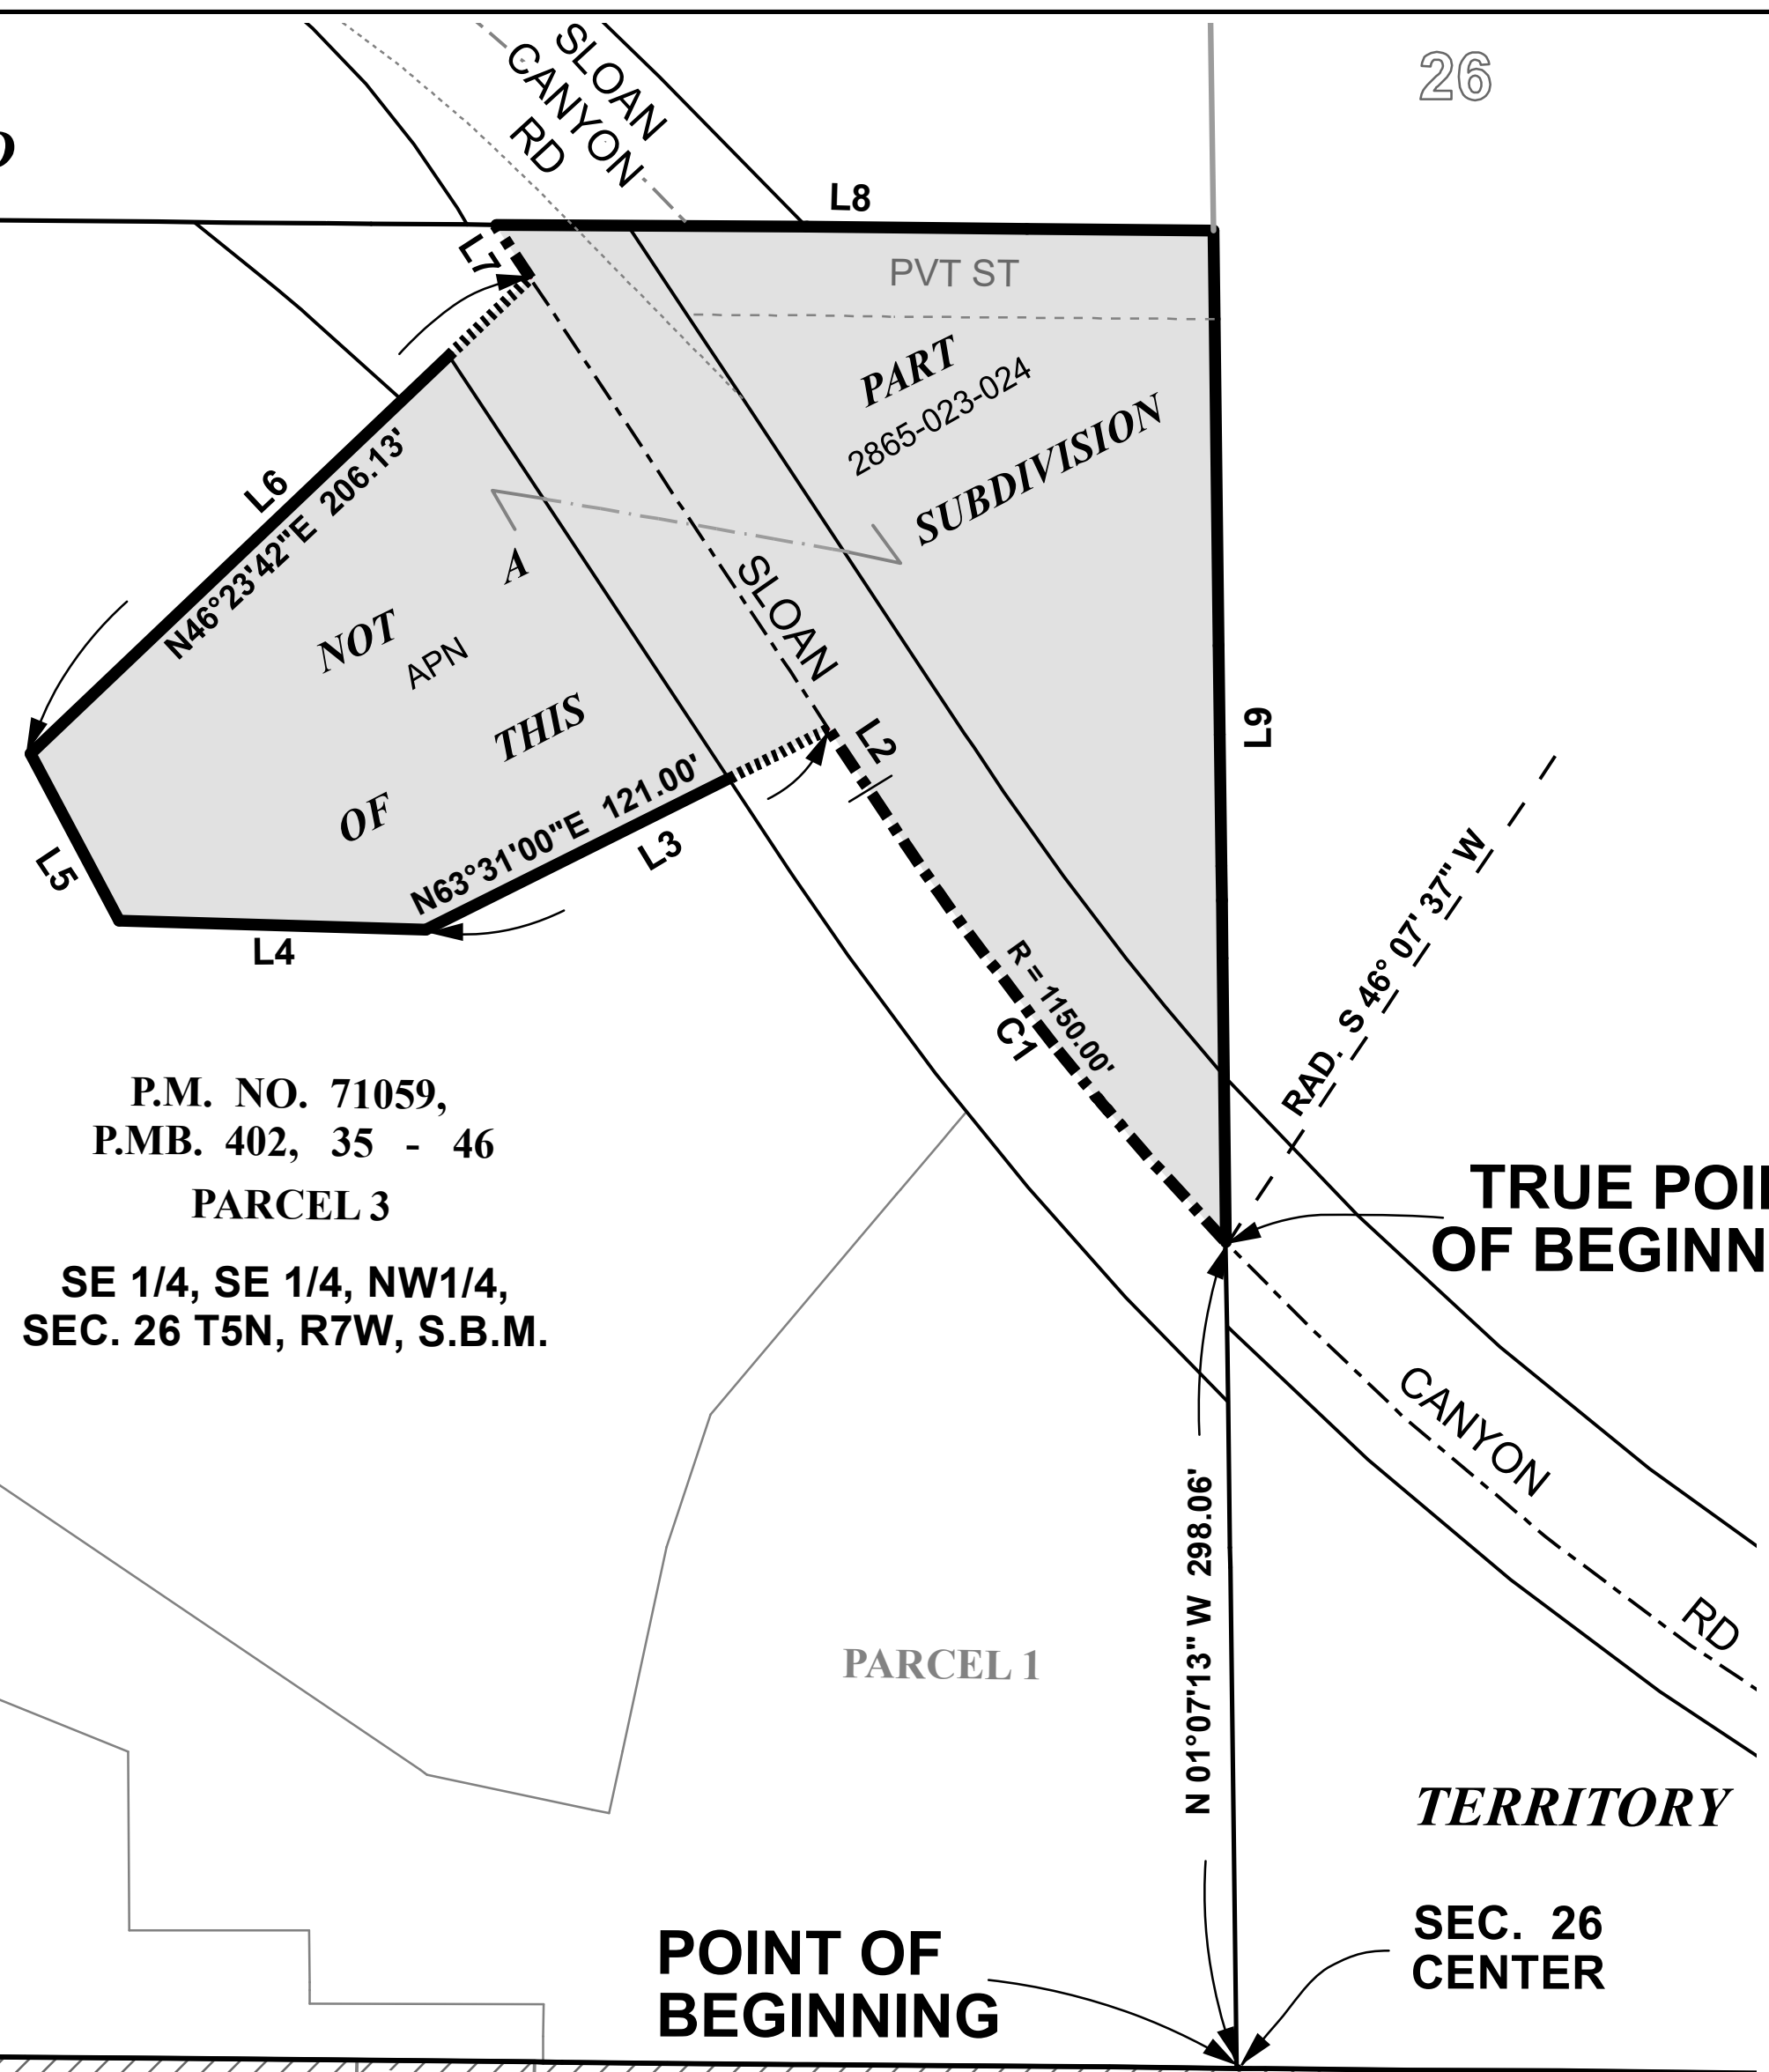 SLOAN
CANYON
RD
26
L8
L7
PVT ST
PART
2865-023-024
SUBDIVISION
L6
N46°23'42"E 206.13'
A
NOT
APN
THIS
OF
SLOAN
L2
L9
N63°31'00"E 121.00'
L3
L5
L4
R = 1150.00'
C1
RAD. S 46° 07' 37" W
P.M. NO. 71059,
P.MB. 402, 35 - 46
PARCEL 3
SE 1/4, SE 1/4, NW1/4,
SEC. 26 T5N, R7W, S.B.M.
TRUE POI
OF BEGINN
CANYON
RD
N 01°07'13" W 298.06'
PARCEL 1
TERRITORY
SEC. 26
CENTER
POINT OF
BEGINNING